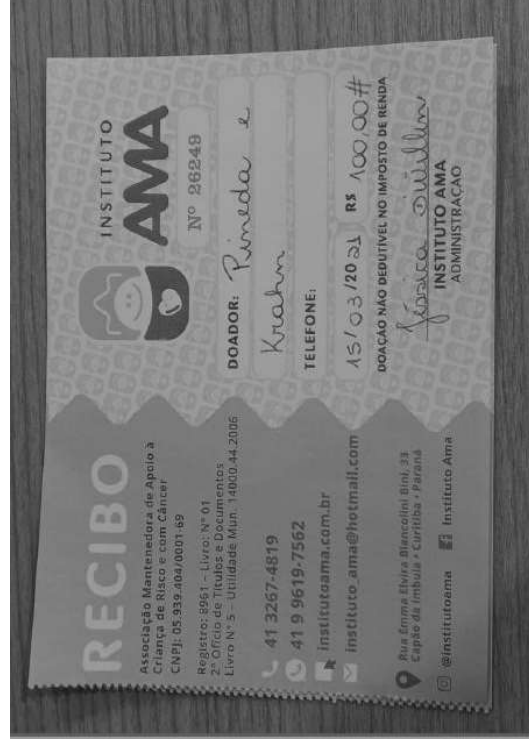 RECIBO
Associação Mantenedora de Apoio à
Criança de Risco e com Câncer
CNPJ: 05.939.404/0001-69
Registro: 8961 - Livro: N° 01
2° Ofício de Títulos e Documentos
Livro N° 5 - Utilidade Mun. 14000.44.2006
41 3267-4819
41 9 9619-7562
institutoama.com.br
instituto_ama@hotmail.com
Rua Emma Elvira Biancolini Bini, 33
Capão da Imbuia • Curitiba • Paraná
@institutoama
Instituto Ama
INSTITUTO
AMA
N° 26249
DOADOR: Pineda e
Krahn
TELEFONE:
15/03/2021 R$ 100,00#
DOAÇÃO NÃO DEDUTÍVEL NO IMPOSTO DE RENDA
Jéssica
INSTITUTO AMA
ADMINISTRAÇÃO